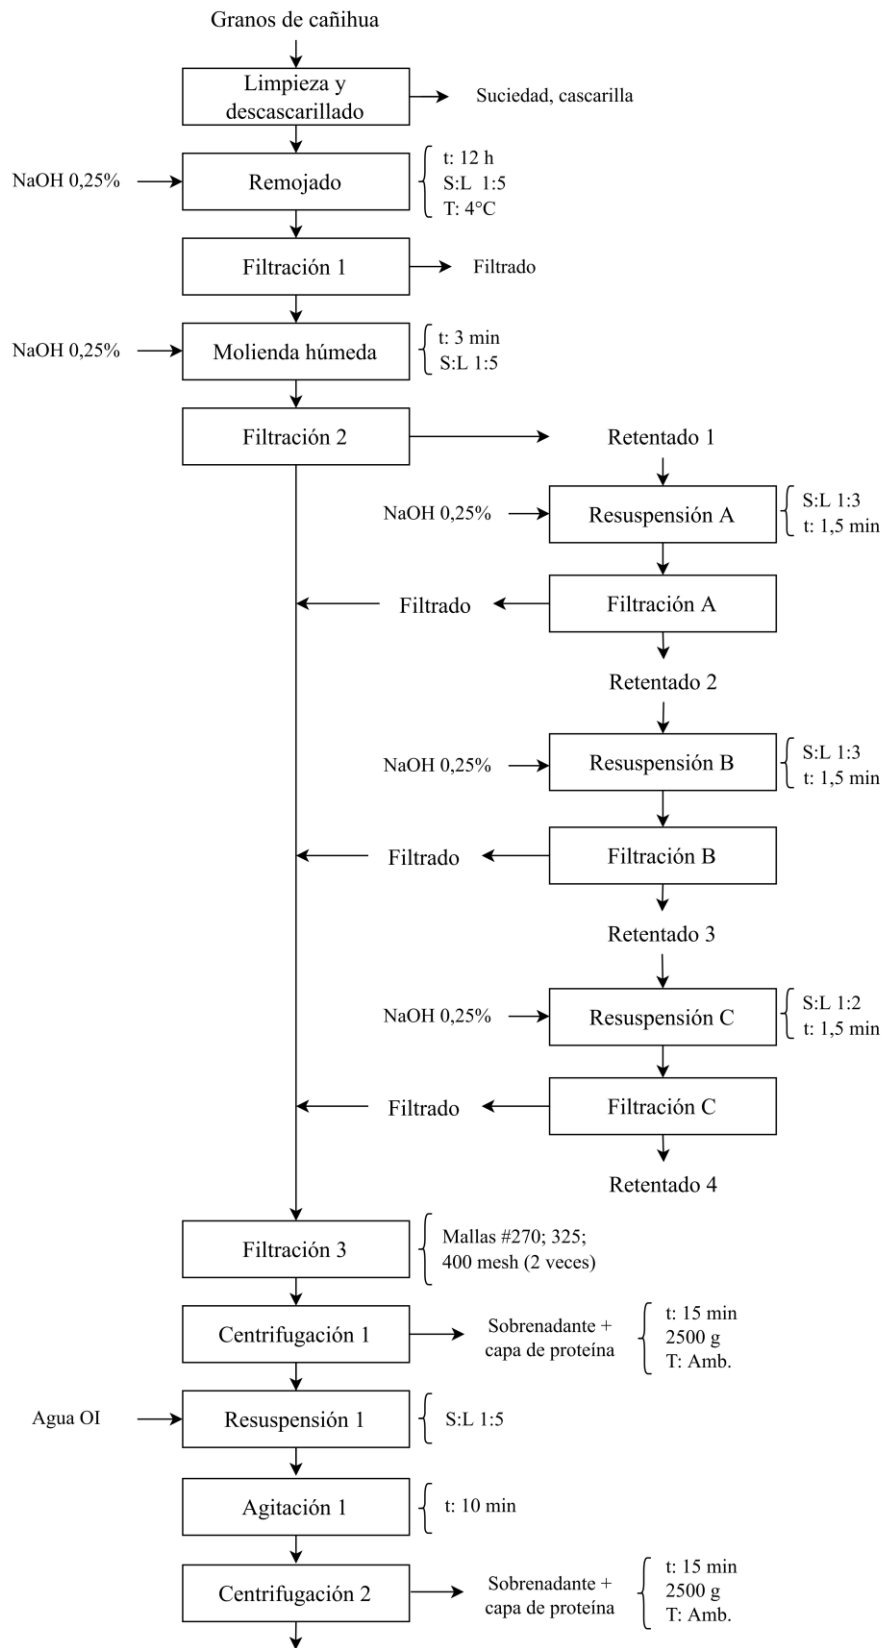 Granos de cañihua
Limpieza y
descascarillado
Suciedad, cascarilla
NaOH 0,25%
Remojado
t: 12 h
S:L 1:5
T: 4°C
Filtración 1
Filtrado
NaOH 0,25%
Molienda húmeda
t: 3 min
S:L 1:5
Filtración 2
Retentado 1
NaOH 0,25%
Resuspensión A
S:L 1:3
t: 1,5 min
Filtrado
Filtración A
Retentado 2
NaOH 0,25%
Resuspensión B
S:L 1:3
t: 1,5 min
Filtrado
Filtración B
Retentado 3
NaOH 0,25%
Resuspensión C
S:L 1:2
t: 1,5 min
Filtrado
Filtración C
Retentado 4
Filtración 3
Mallas #270; 325;
400 mesh (2 veces)
Centrifugación 1
Sobrenadante +
capa de proteína
t: 15 min
2500 g
T: Amb.
Agua OI
Resuspensión 1
S:L 1:5
Agitación 1
t: 10 min
Centrifugación 2
Sobrenadante +
capa de proteína
t: 15 min
2500 g
T: Amb.